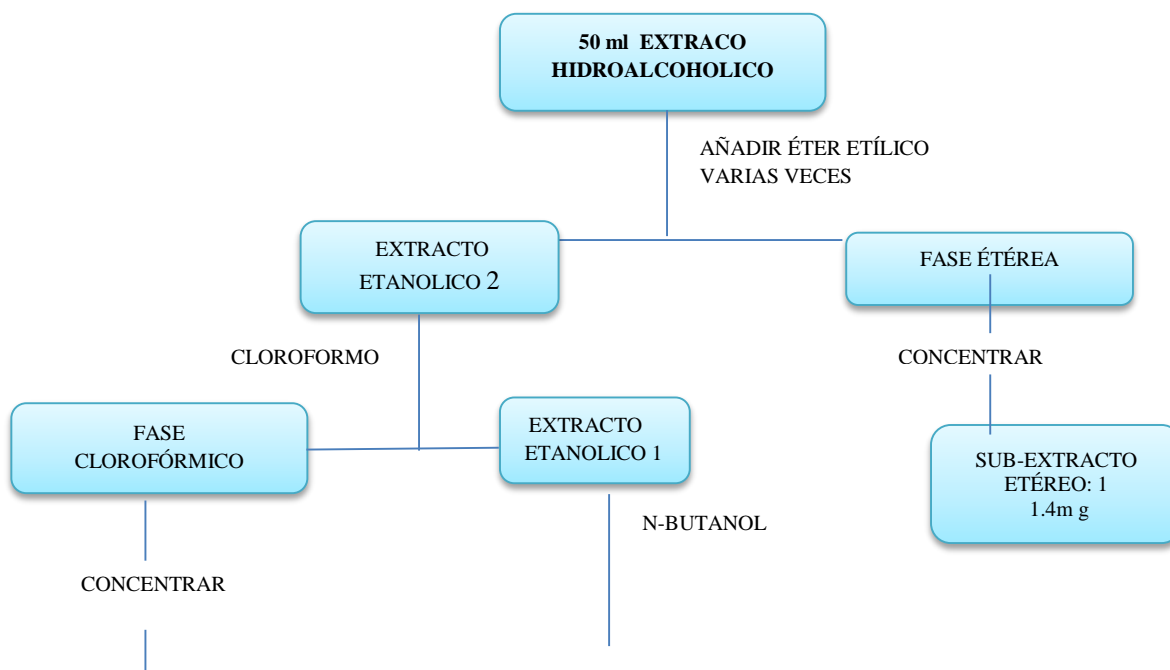 50 ml EXTRACO
HIDROALCOHOLICO
AÑADIR ÉTER ETÍLICO
VARIAS VECES
EXTRACTO
ETANOLICO 2
FASE ÉTÉREA
CLOROFORMO
CONCENTRAR
FASE
CLOROFÓRMICO
EXTRACTO
ETANOLICO 1
SUB-EXTRACTO
ETÉREO: 1
1.4m g
N-BUTANOL
CONCENTRAR